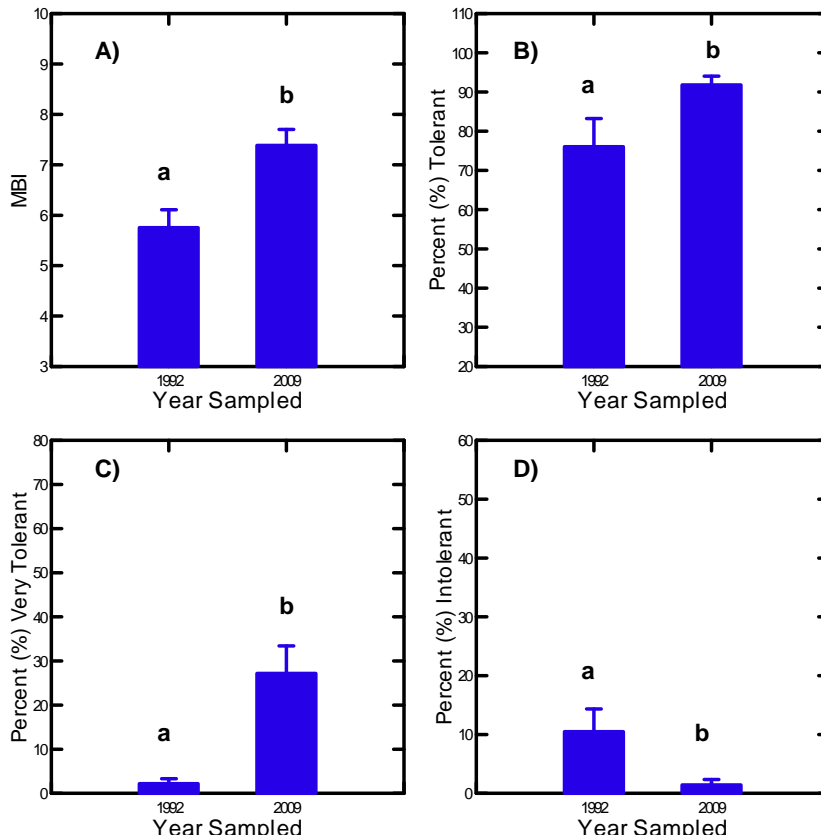 A)
MBI
10
9
8
7
6
5
4
3
a
b
1992
2009
Year Sampled
B)
Percent (%) Tolerant
110
100
90
80
70
60
50
40
30
20
a
b
1992
2009
Year Sampled
C)
Percent (%) Very Tolerant
80
70
60
50
40
30
20
10
0
a
b
1992
2009
Year Sampled
D)
Percent (%) Intolerant
60
50
40
30
20
10
0
a
b
1992
2009
Year Sampled